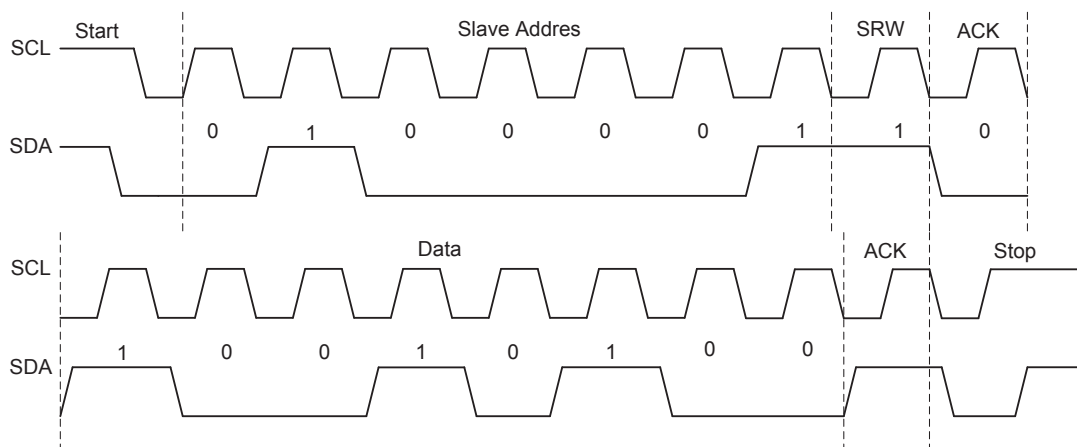 Start Slave Addres SRW ACK
SCL
0 1 0 0 0 0 1 1 0
SDA
Data ACK Stop
SCL
1 0 0 1 0 1 0 0
SDA